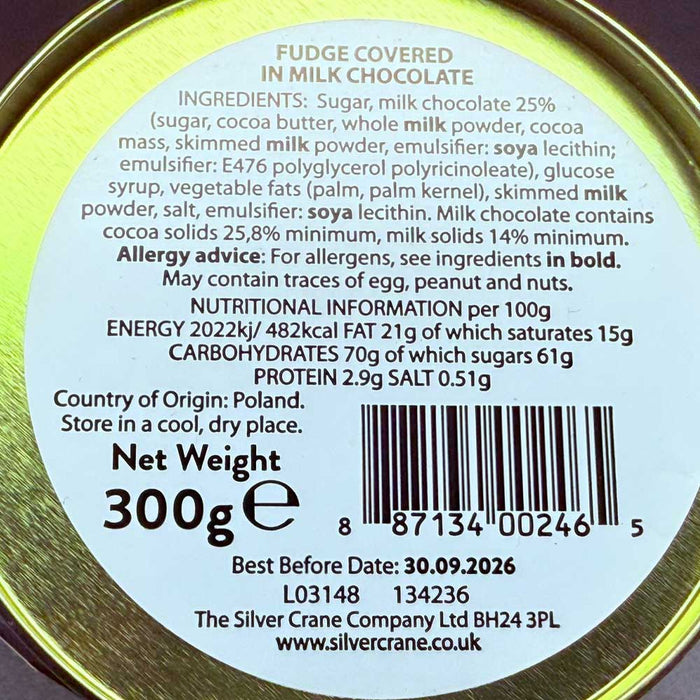 FUDGE COVERED
IN MILK CHOCOLATE
INGREDIENTS: Sugar, milk chocolate 25%
(sugar, cocoa butter, whole milk powder, cocoa
mass, skimmed milk powder, emulsifier: soya lecithin;
emulsifier: E476 polyglycerol polyricinoleate), glucose
syrup, vegetable fats (palm, palm kernel), skimmed milk
powder, salt, emulsifier: soya lecithin. Milk chocolate contains
cocoa solids 25,8% minimum, milk solids 14% minimum.
Allergy advice: For allergens, see ingredients in bold.
May contain traces of egg, peanut and nuts.
NUTRITIONAL INFORMATION per 100g
ENERGY 2022kj/ 482kcal FAT 21g of which saturates 15g
CARBOHYDRATES 70g of which sugars 61g
PROTEIN 2.9g SALT 0.51g
Country of Origin: Poland.
Store in a cool, dry place.
Net Weight
300g e
8 87134 00246 5
Best Before Date: 30.09.2026
L03148 134236
The Silver Crane Company Ltd BH24 3PL
www.silvercrane.co.uk